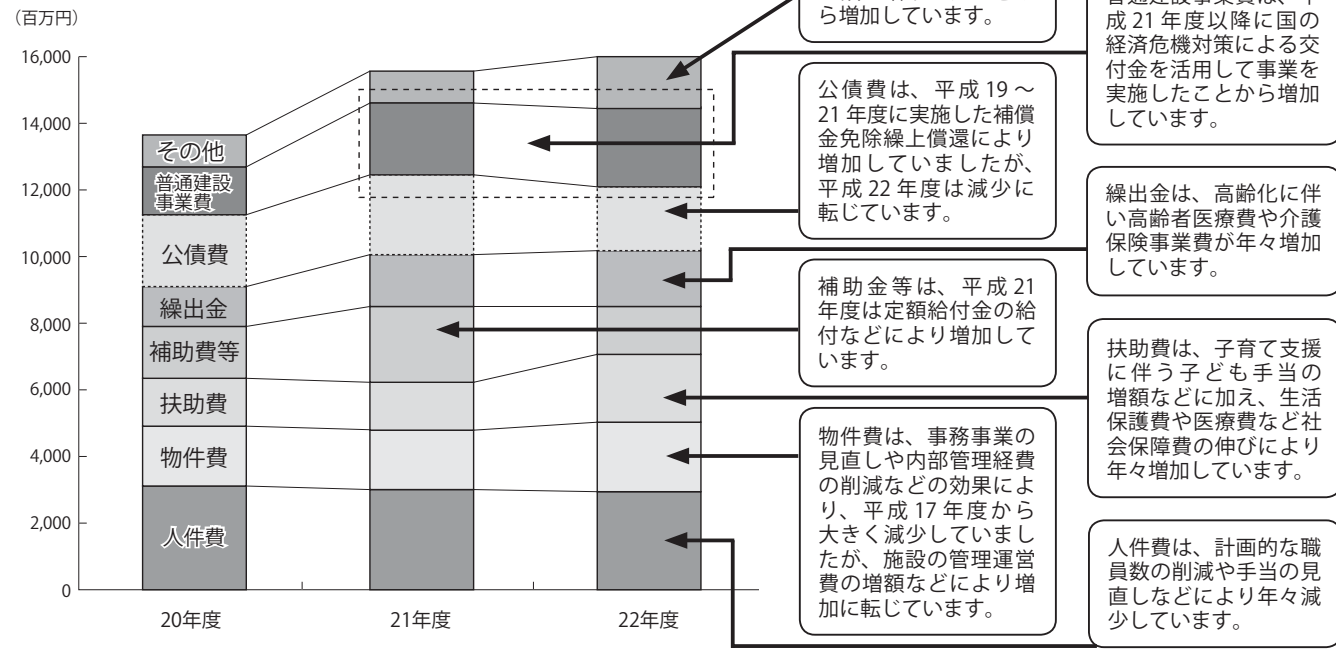 （百万円）
16,000
14,000
12,000
10,000
8,000
6,000
4,000
2,000
0
その他
普通建設
事業費
公債費
繰出金
補助費等
扶助費
物件費
人件費
20年度
21年度
22年度
ら増加しています。
公債費は、平成19～
21年度に実施した補償
金免除繰上償還により
増加していましたが、
平成22年度は減少に
転じています。
補助金等は、平成21
年度は定額給付金の給
付などにより増加して
います。
物件費は、事務事業の
見直しや内部管理経費
の削減などの効果によ
り、平成17年度から
大きく減少していまし
たが、施設の管理運営
費の増額などにより増
加に転じています。
普通建設事業費は、平
成21年度以降に国の
経済危機対策による交
付金を活用して事業を
実施したことから増加
しています。
繰出金は、高齢化に伴
い高齢者医療費や介護
保険事業費が年々増加
しています。
扶助費は、子育て支援
に伴う子ども手当の
増額などに加え、生活
保護費や医療費など社
会保障費の伸びにより
年々増加しています。
人件費は、計画的な職
員数の削減や手当の見
直しなどにより年々減
少しています。